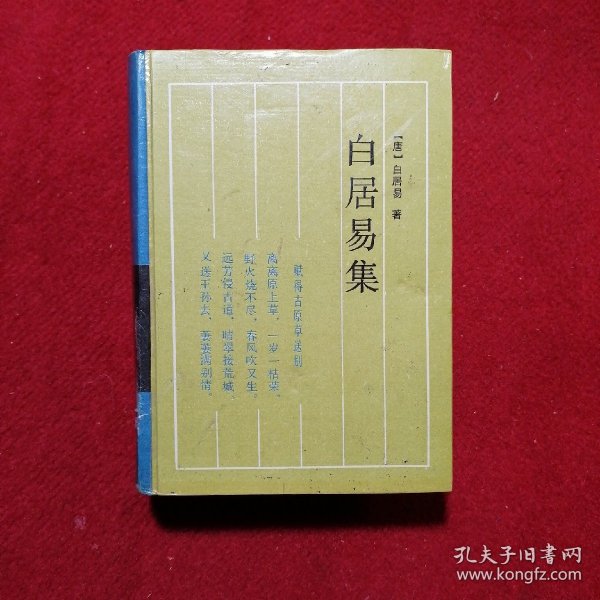 [唐]白居易 著
白居易集
赋得古原草送别
离离原上草，一岁一枯荣。
野火烧不尽，春风吹又生。
远芳侵古道，晴翠接荒城。
又送王孙去，萋萋满别情。
孔夫子旧书网
www.kongfz.com